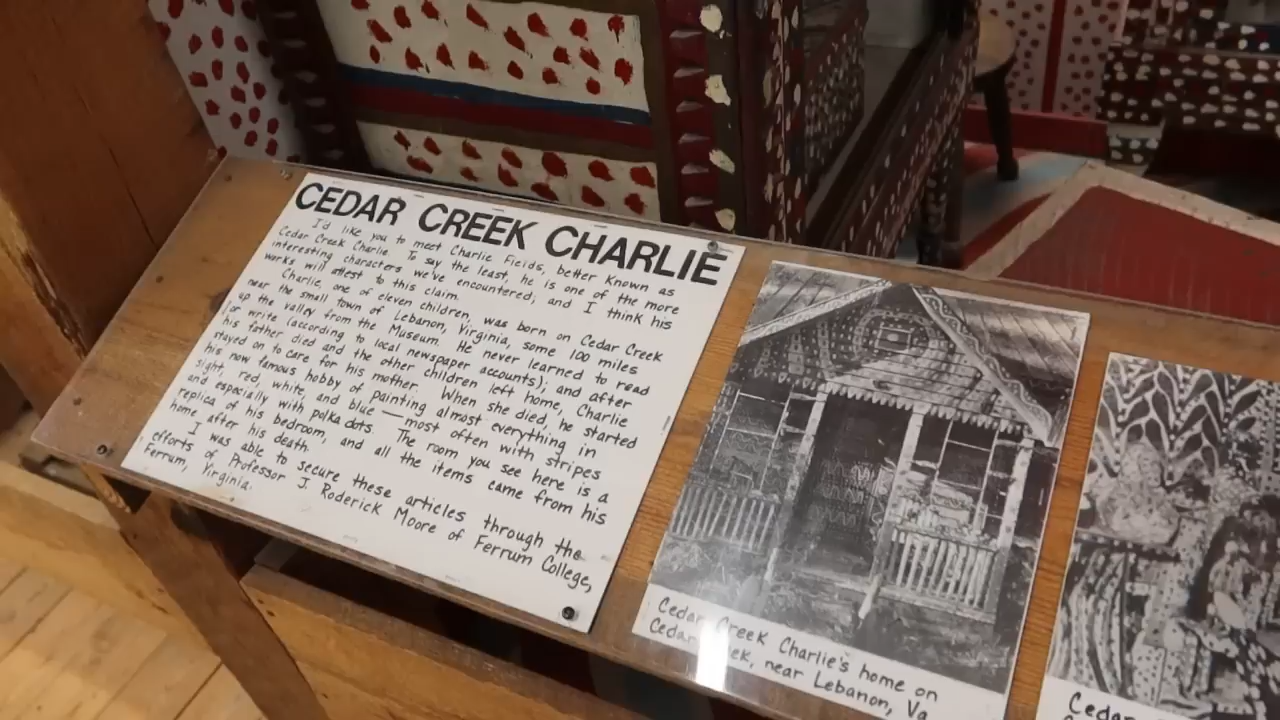 CEDAR CREEK CHARLIE
I'd like you to meet Charlie Fields, better known as
Cedar Creek Charlie. To say the least, he is one of the more
interesting characters we've encountered; and I think his
works will attest to this claim.
Charlie, one of eleven children, was born on Cedar Creek
near the small town of Lebanon, Virginia, some 100 miles
up the valley from the Museum. He never learned to read
or write (according to local newspaper accounts); and after
his father died and the other children left home, Charlie
stayed on to care for his mother. When she died, he started
his now famous hobby of painting almost everything in
sight, red, white, and blue — most often with stripes
and especially with polka dots. The room you see here is a
replica of his bedroom, and all the items came from his
home after his death.
I was able to secure these articles through the
efforts of Professor J. Roderick Moore of Ferrum College,
Ferrum, Virginia.
Cedar Creek Charlie's home on
Cedar ek, near Lebanon, Va
Cedar